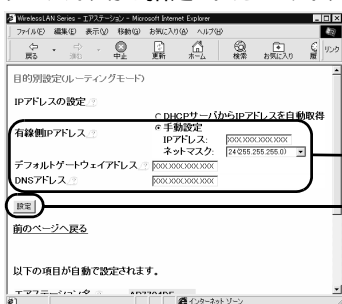 WirelessLAN Series - エアステーション - Microsoft Internet Explorer
ファイル(F) 編集(E) 表示(V) 移動(G) お気に入り(A) ヘルプ(H)
戻る 進む 中止 更新 ホーム 検索 お気に入り 履 リンク
目的別設定(ルーティングモード)
IPアドレスの設定 ?
DHCPサーバからIPアドレスを自動取得
有線側IPアドレス ? 手動設定
IPアドレス: XXX.XXX.XXX.XXX
ネットマスク: 24(255.255.255.0)
デフォルトゲートウェイアドレス ? XXX.XXX.XXX.XXX
DNSアドレス ? XXX.XXX.XXX.XXX
設定
前のページへ戻る
以下の項目が自動で設定されます。
インターネット ゾーン